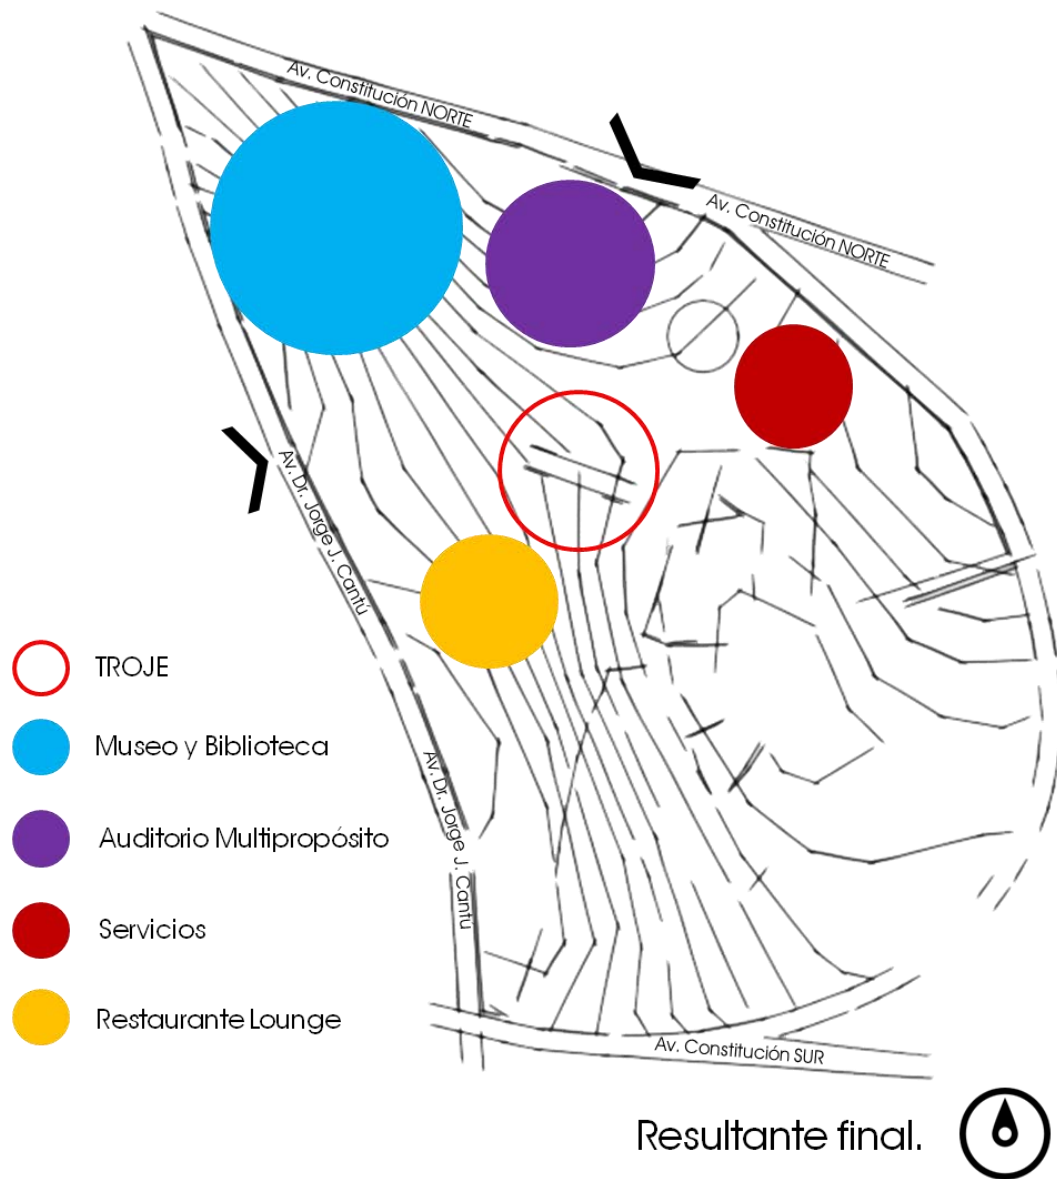 Av. Constitución NORTE
Av. Constitución NORTE
Av. Dr. Jorge J. Cantú
TROJE
Museo y Biblioteca
Av. Dr. Jorge J. Cantú
Auditorio Multipropósito
Servicios
Restaurante Lounge
Av. Constitución SUR
Resultante final.